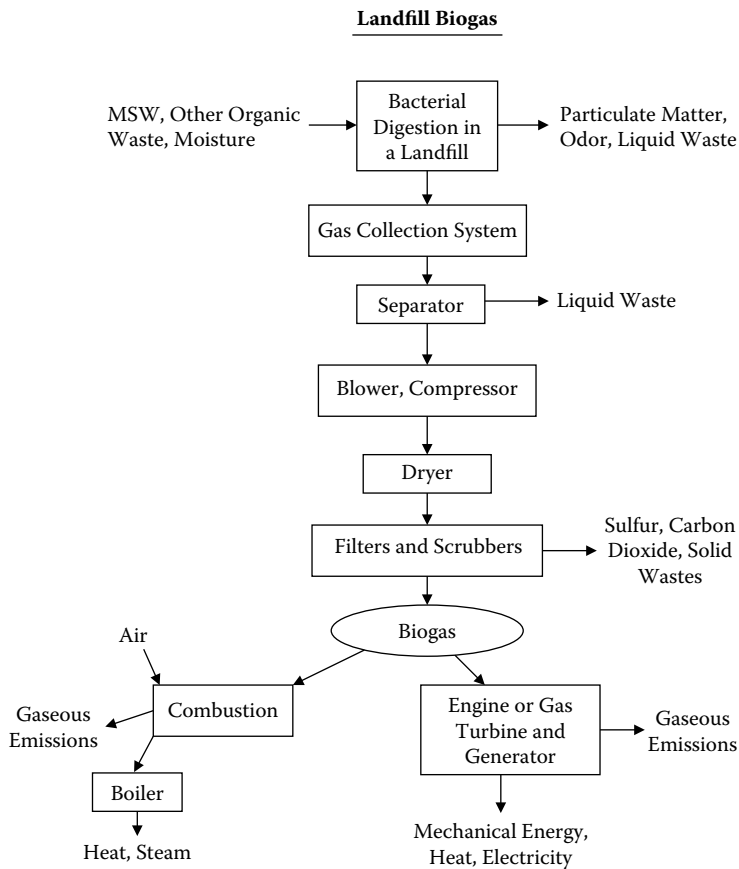 Landfill Biogas
MSW, Other Organic
Waste, Moisture
Bacterial
Digestion in
a Landfill
Particulate Matter,
Odor, Liquid Waste
Gas Collection System
Separator
Liquid Waste
Blower, Compressor
Dryer
Filters and Scrubbers
Sulfur, Carbon
Dioxide, Solid
Wastes
Biogas
Air
Combustion
Gaseous
Emissions
Boiler
Heat, Steam
Engine or Gas
Turbine and
Generator
Gaseous
Emissions
Mechanical Energy,
Heat, Electricity